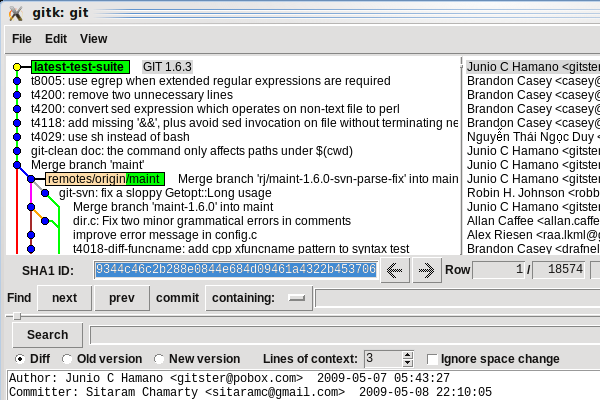 gitk: git
File Edit View
latest-test-suite GIT 1.6.3 Junio C Hamano <gitster
t8005: use egrep when extended regular expressions are required Brandon Casey <casey@
t4200: remove two unnecessary lines Brandon Casey <casey@
t4200: convert sed expression which operates on non-text file to perl Brandon Casey <casey@
t4118: add missing '&&', plus avoid sed invocation on file without terminating ne Brandon Casey <casey@
t4029: use sh instead of bash Nguyễn Thái Ngọc Duy <
git-clean doc: the command only affects paths under $(cwd) Junio C Hamano <gitster
Merge branch 'maint' Junio C Hamano <gitster
remotes/origin/maint Merge branch 'rj/maint-1.6.0-svn-parse-fix' into main Junio C Hamano <gitster
git-svn: fix a sloppy Getopt::Long usage Robin H. Johnson <robb
Merge branch 'maint-1.6.0' into maint Junio C Hamano <gitster
dir.c: Fix two minor grammatical errors in comments Allan Caffee <allan.caffe
improve error message in config.c Alex Riesen <raa.lkml@g
t4018-diff-funcname: add cpp xfuncname pattern to syntax test Brandon Casey <drafnel
SHA1 ID: 9344c46c2b288e0844e684d09461a4322b453706 Row 1 / 18574
Find next prev commit containing:
Search
Diff Old version New version Lines of context: 3 Ignore space change
Author: Junio C Hamano <gitster@pobox.com> 2009-05-07 05:43:27
Committer: Sitaram Chamarty <sitaramc@gmail.com> 2009-05-08 22:10:05